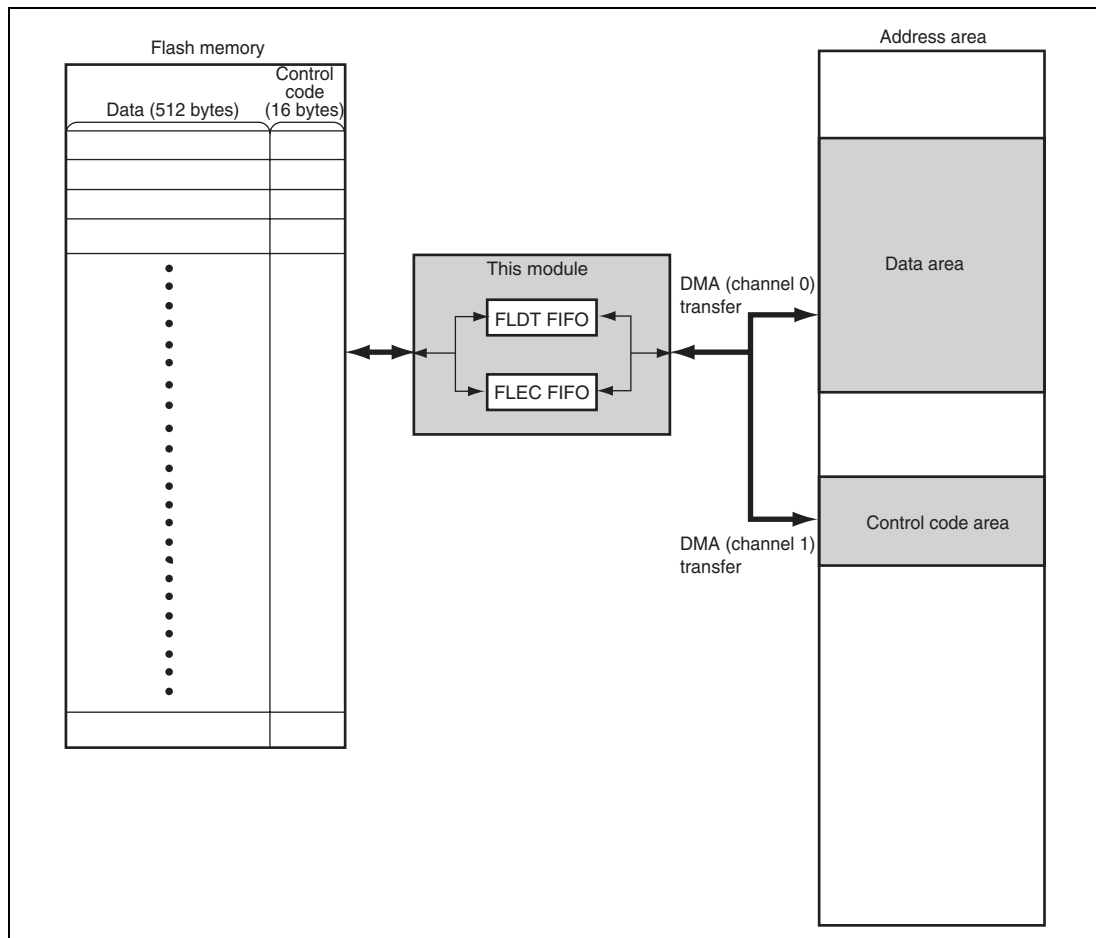 Flash memory
Control
code
Data (512 bytes)
(16 bytes)
This module
FLDT FIFO
FLEC FIFO
DMA (channel 0)
transfer
DMA (channel 1)
transfer
Address area
Data area
Control code area